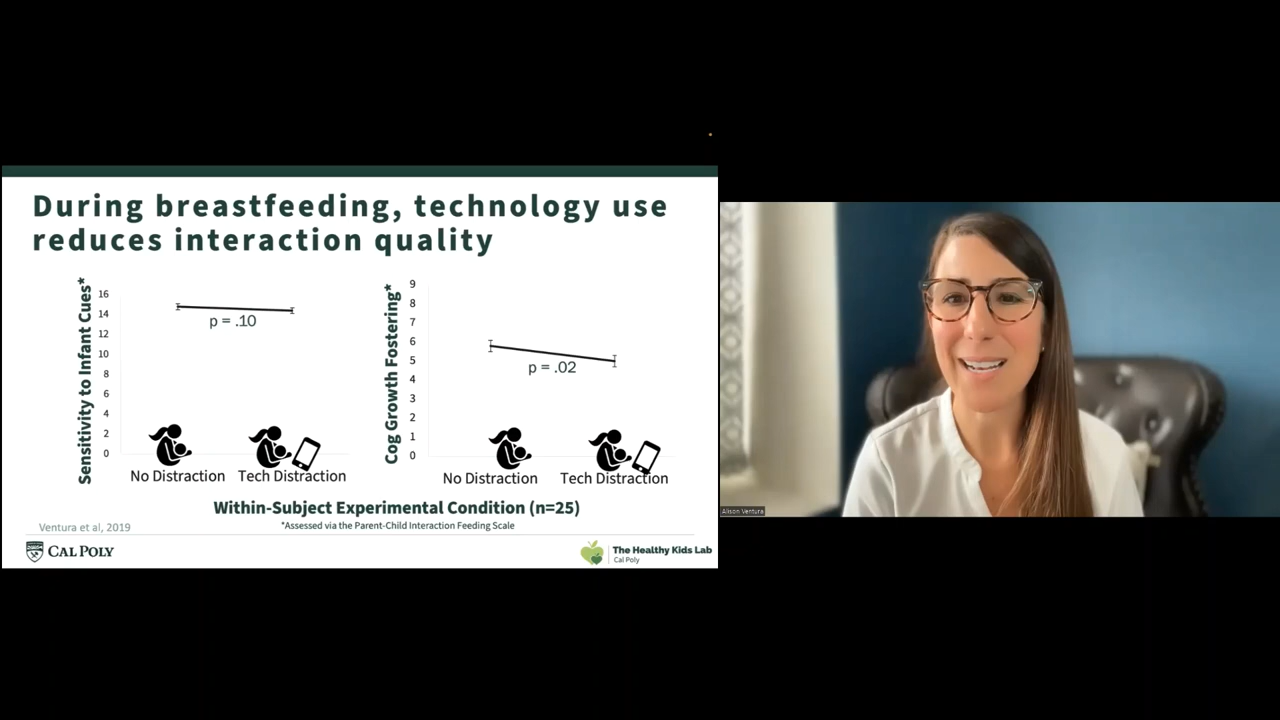 During breastfeeding, technology use
reduces interaction quality
Sensitivity to Infant Cues*
16
14
12
10
8
6
4
2
0
p = .10
No Distraction
Tech Distraction
Cog Growth Fostering*
9
8
7
6
5
4
3
2
1
0
p = .02
No Distraction
Tech Distraction
Within-Subject Experimental Condition (n=25)
*Assessed via the Parent-Child Interaction Feeding Scale
Ventura et al, 2019
CAL POLY
The Healthy Kids Lab
Cal Poly
Alison Ventura